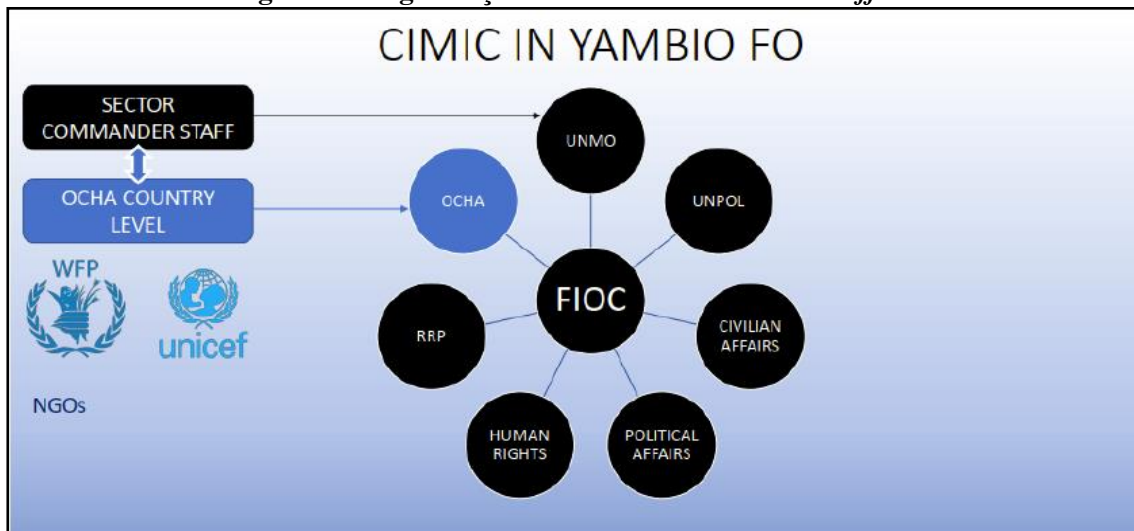 CIMIC IN YAMBIO FO
SECTOR
COMMANDER STAFF
OCHA COUNTRY
LEVEL
WFP
unicef
NGOs
UNMO
OCHA
UNPOL
FIOC
RRP
CIVILIAN
AFFAIRS
HUMAN
RIGHTS
POLITICAL
AFFAIRS